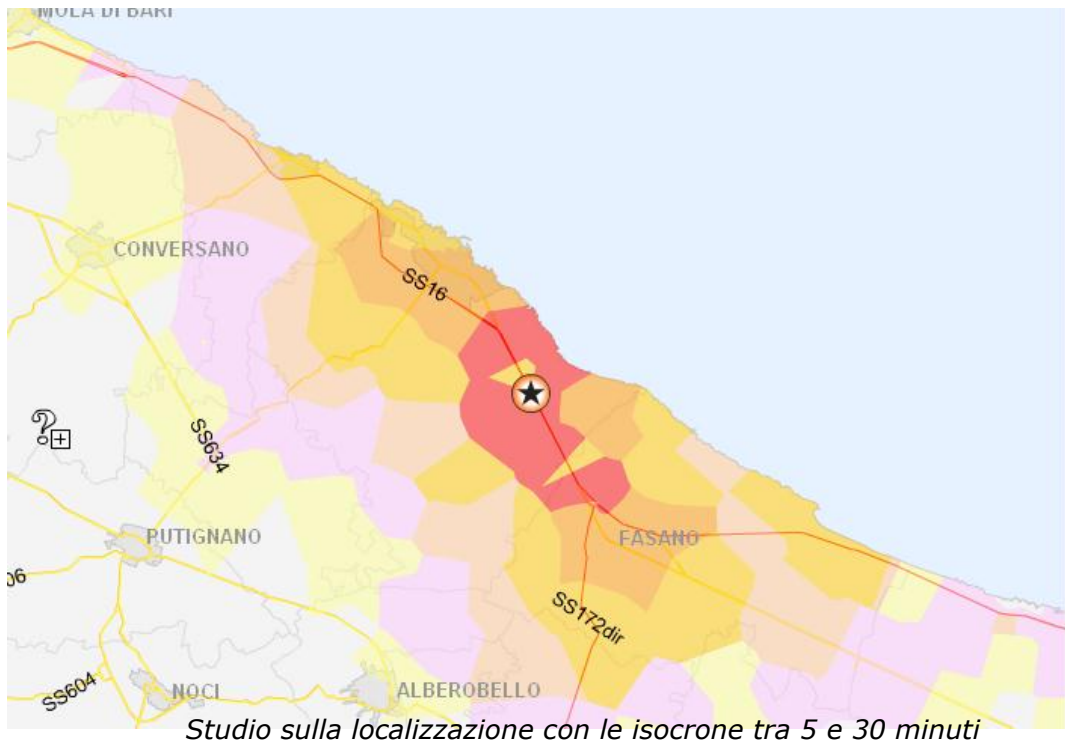 MOLA DI BARI
CONVERSANO
SS16
SS634
PUTIGNANO
FASANO
06
SS172dir
SS604
NOCI
ALBEROBELLO
Studio sulla localizzazione con le isocrone tra 5 e 30 minuti